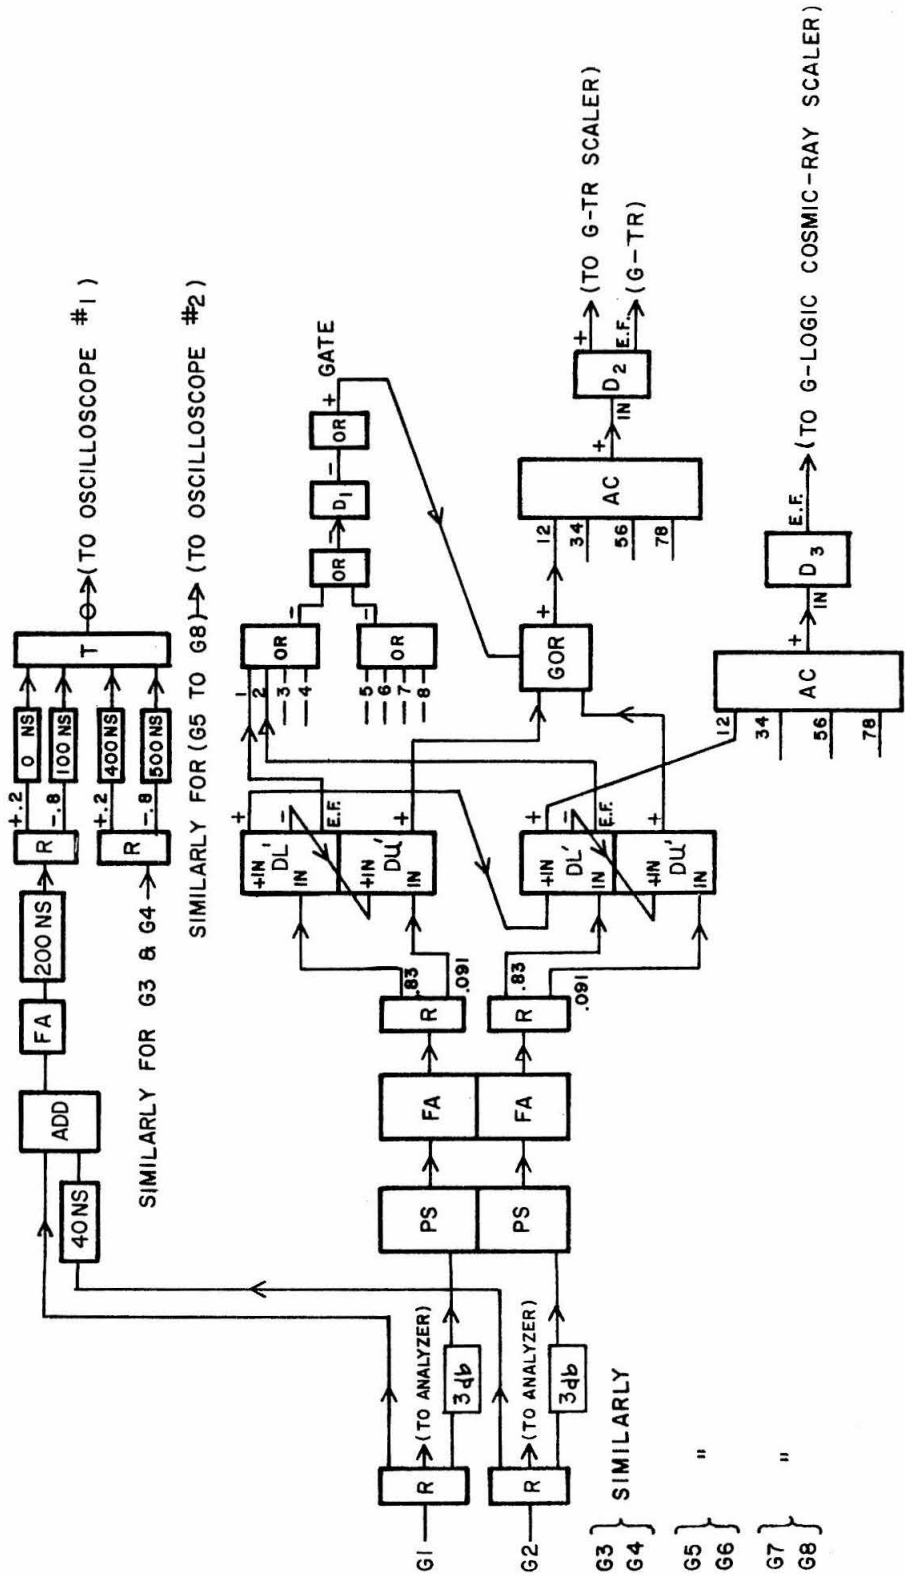 G1
R
(TO ANALYZER)
3db
G2
R
(TO ANALYZER)
3db
G3
G4
SIMILARLY
G5
G6
"
G7
G8
"
40 NS
ADD
FA
200 NS
R
+.2
-.8
0 NS
100 NS
SIMILARLY FOR G3 & G4
R
+.2
-.8
400 NS
500 NS
T
(TO OSCILLOSCOPE #1)
SIMILARLY FOR (G5 TO G8) (TO OSCILLOSCOPE #2)
PS
FA
R
.83
.091
PS
FA
R
.83
.091
+IN
DL'
IN
+
-
E.F.
+IN
DU'
IN
+
+IN
DL'
IN
+
-
E.F.
+IN
DU'
IN
+
1
2
3
4
OR
-
5
6
7
8
OR
OR
-
D1
-
OR
+
GATE
GOR
+
12
34
56
78
AC
+
IN
D2
+
(TO G-TR SCALER)
E.F.
(G-TR)
12
34
56
78
AC
+
IN
D3
E.F.
(TO G-LOGIC COSMIC-RAY SCALER)